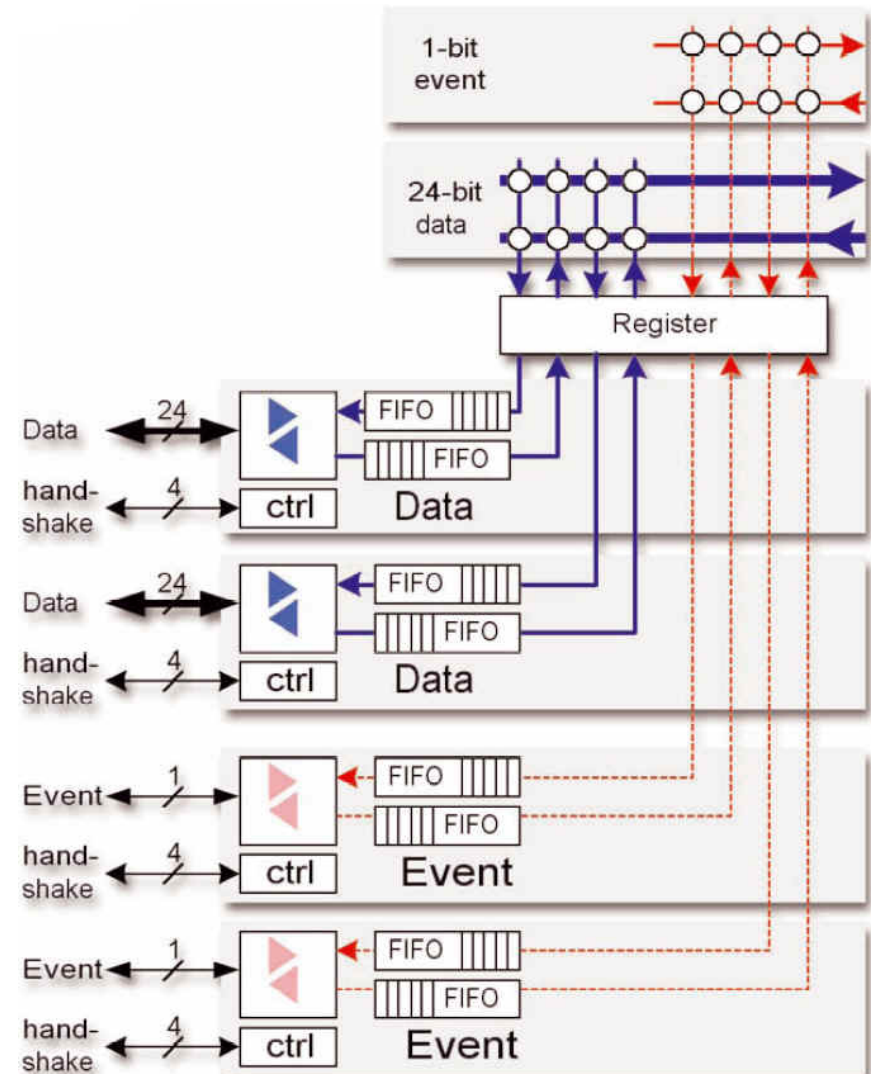 1-bit
event
24-bit
data
Register
Data
24
FIFO
FIFO
hand-
shake
4
ctrl
Data
Data
24
FIFO
FIFO
hand-
shake
4
ctrl
Data
Event
1
FIFO
FIFO
hand-
shake
4
ctrl
Event
Event
1
FIFO
FIFO
hand-
shake
4
ctrl
Event